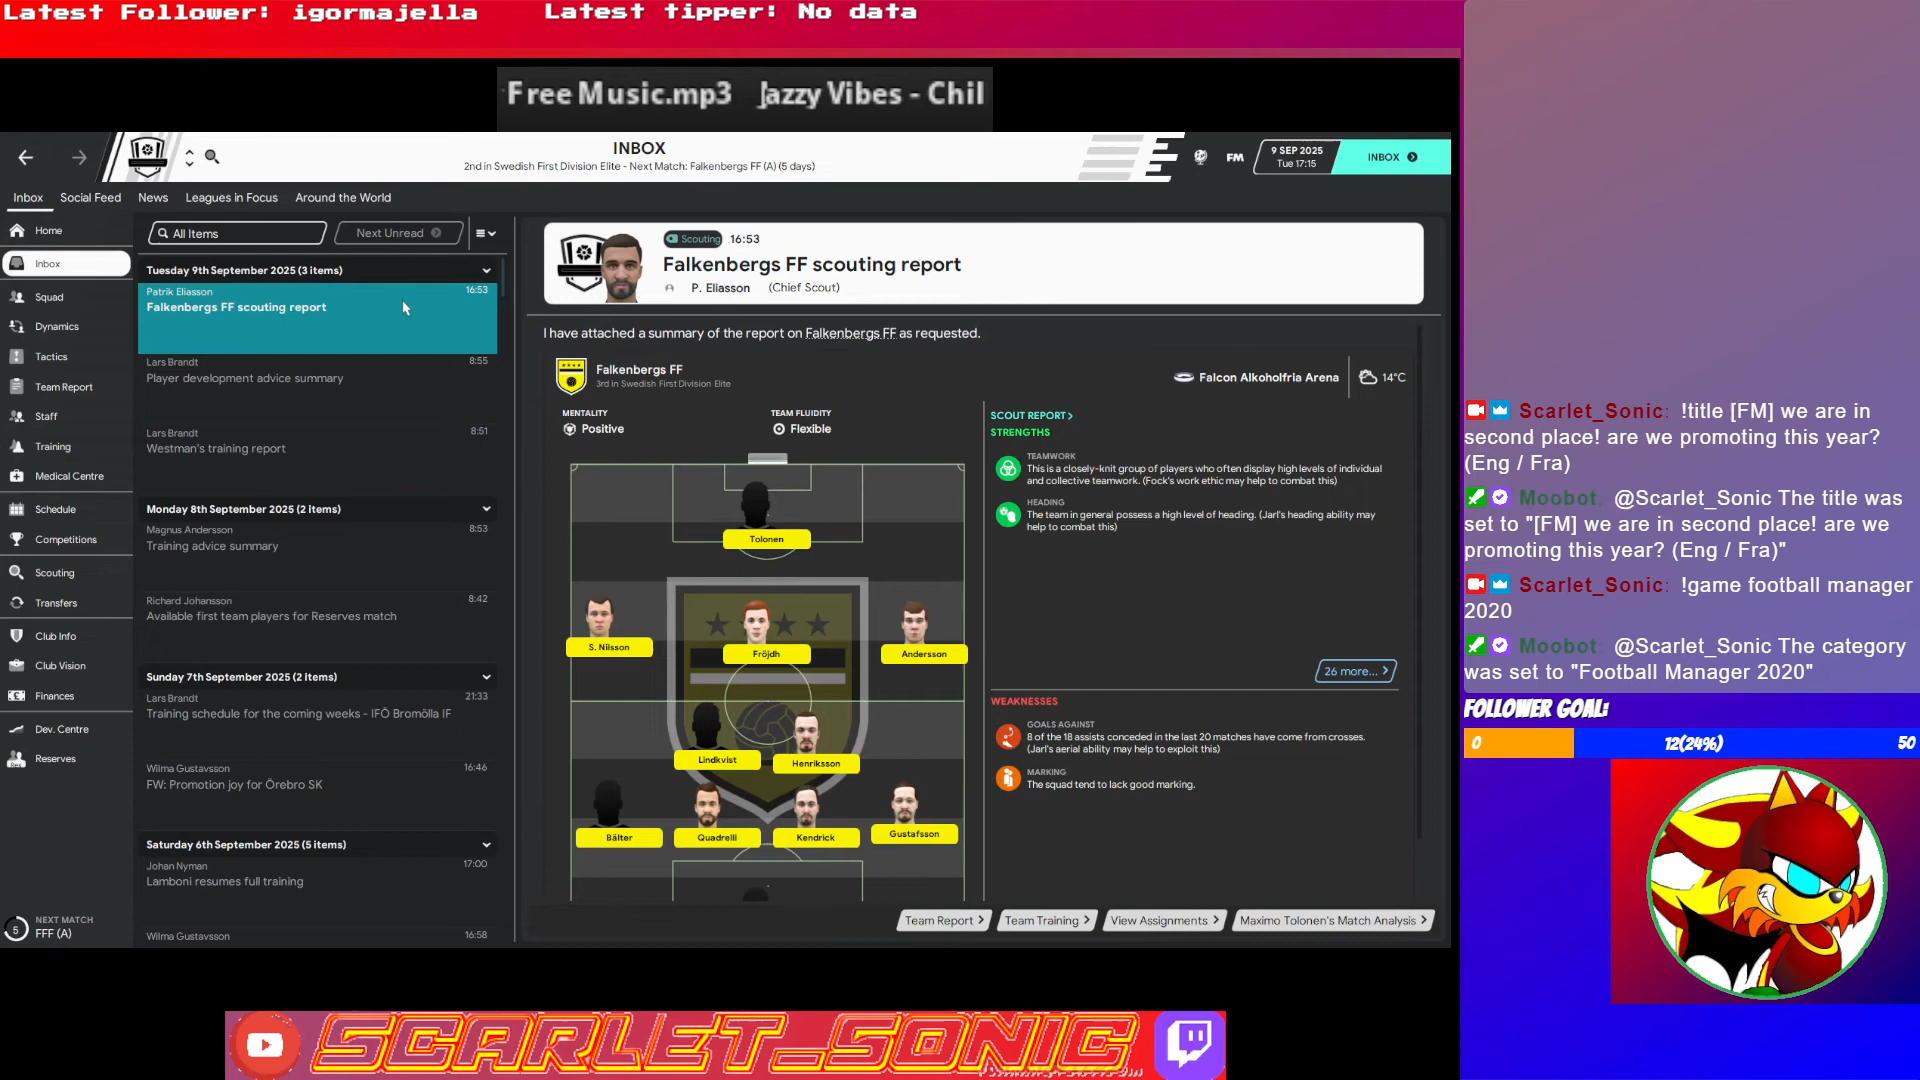 Latest Follower: igormajella
Latest tipper: No data
Free Music.mp3 Jazzy Vibes - Chil
INBOX
2nd in Swedish First Division Elite - Next Match: Falkenbergs FF (A) (5 days)
FM
9 SEP 2025
Tue 17:15
INBOX
Inbox
Social Feed
News
Leagues in Focus
Around the World
Home
Inbox
Squad
Dynamics
Tactics
Team Report
Staff
Training
Medical Centre
Schedule
Competitions
Scouting
Transfers
Club Info
Club Vision
Finances
Dev. Centre
Reserves
5
NEXT MATCH
FFF (A)
All Items
Next Unread
Tuesday 9th September 2025 (3 items)
Patrik Eliasson 16:53
Falkenbergs FF scouting report
Lars Brandt 8:55
Player development advice summary
Lars Brandt 8:51
Westman's training report
Monday 8th September 2025 (2 items)
Magnus Andersson 8:53
Training advice summary
Richard Johansson 8:42
Available first team players for Reserves match
Sunday 7th September 2025 (2 items)
Lars Brandt 21:33
Training schedule for the coming weeks - IFÖ Bromölla IF
Wilma Gustavsson 16:46
FW: Promotion joy for Örebro SK
Saturday 6th September 2025 (5 items)
Johan Nyman 17:00
Lamboni resumes full training
Wilma Gustavsson 16:58
Scouting 16:53
Falkenbergs FF scouting report
P. Eliasson (Chief Scout)
I have attached a summary of the report on Falkenbergs FF as requested.
Falkenbergs FF
3rd in Swedish First Division Elite
Falcon Alkoholfria Arena
14°C
MENTALITY
Positive
TEAM FLUIDITY
Flexible
Tolonen
S. Nilsson
Fröjdh
Andersson
Lindkvist
Henriksson
Bälter
Quadrelli
Kendrick
Gustafsson
SCOUT REPORT>
STRENGTHS
TEAMWORK
This is a closely-knit group of players who often display high levels of individual
and collective teamwork. (Fock's work ethic may help to combat this)
HEADING
The team in general possess a high level of heading. (Jarl's heading ability may
help to combat this)
26 more...
WEAKNESSES
GOALS AGAINST
8 of the 18 assists conceded in the last 20 matches have come from crosses.
(Jarl's aerial ability may help to exploit this)
MARKING
The squad tend to lack good marking.
Team Report
Team Training
View Assignments
Maximo Tolonen's Match Analysis
Scarlet_Sonic: !title [FM] we are in
second place! are we promoting this year?
(Eng / Fra)
Moobot: @Scarlet_Sonic The title was
set to "[FM] we are in second place! are we
promoting this year? (Eng / Fra)"
Scarlet_Sonic: !game football manager
2020
Moobot: @Scarlet_Sonic The category
was set to "Football Manager 2020"
FOLLOWER GOAL:
0 12(24%) 50
SCARLET_SONIC